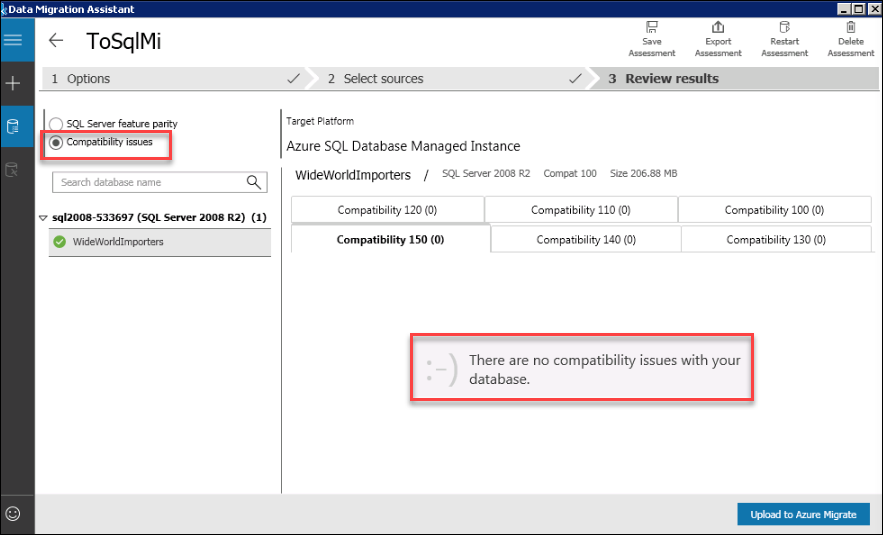 Data Migration Assistant
ToSqlMi
Save Assessment
Export Assessment
Restart Assessment
Delete Assessment
1 Options
2 Select sources
3 Review results
SQL Server feature parity
Compatibility issues
Search database name
sql2008-533697 (SQL Server 2008 R2) (1)
WideWorldImporters
Target Platform
Azure SQL Database Managed Instance
WideWorldImporters / SQL Server 2008 R2 Compat 100 Size 206.88 MB
Compatibility 120 (0) Compatibility 110 (0) Compatibility 100 (0)
Compatibility 150 (0) Compatibility 140 (0) Compatibility 130 (0)
:-) There are no compatibility issues with your
database.
Upload to Azure Migrate